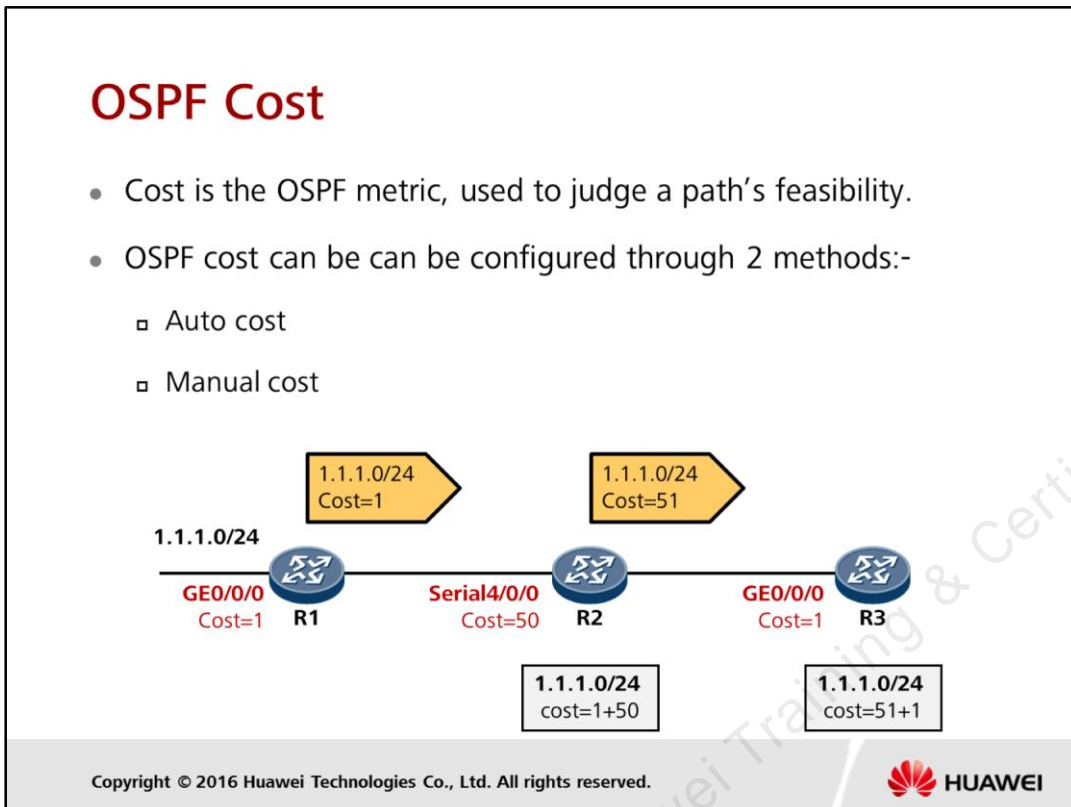 OSPF Cost
Cost is the OSPF metric, used to judge a path's feasibility.
OSPF cost can be can be configured through 2 methods:-
Auto cost
Manual cost
1.1.1.0/24
Cost=1
1.1.1.0/24
Cost=51
1.1.1.0/24
GE0/0/0
Cost=1
R1
Serial4/0/0
Cost=50
R2
GE0/0/0
Cost=1
R3
1.1.1.0/24
cost=1+50
1.1.1.0/24
cost=51+1
Training &
Copyright © 2016 Huawei Technologies Co., Ltd. All rights reserved.
HUAWEI